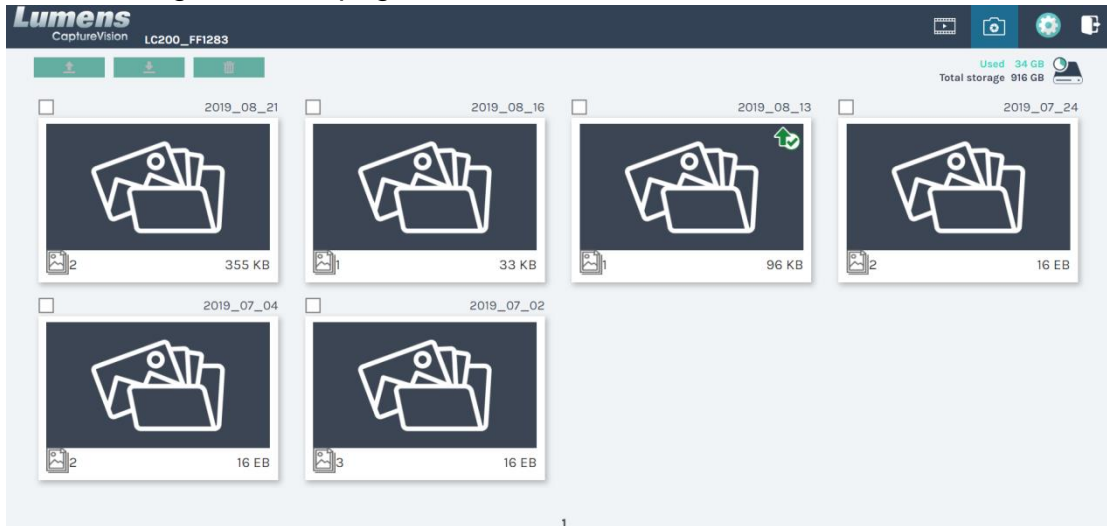 Lumens
CaptureVision LC200_FF1283
Used 34 GB
Total storage 916 GB
2019_08_21 2019_08_16 2019_08_13 2019_07_24
2 355 KB 1 33 KB 1 96 KB 2 16 EB
2019_07_04 2019_07_02
2 16 EB 3 16 EB
1